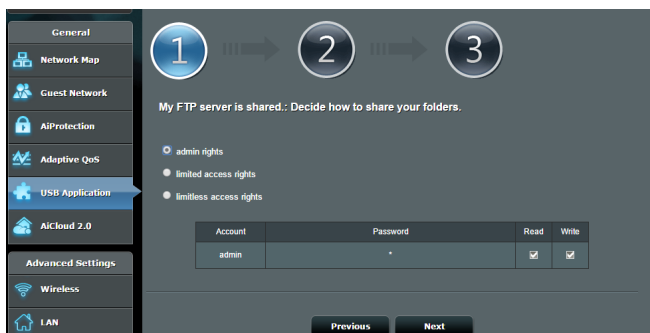 General
Network Map
Guest Network
AiProtection
Adaptive QoS
USB Application
AiCloud 2.0
Advanced Settings
Wireless
LAN
1 2 3
My FTP server is shared.: Decide how to share your folders.
admin rights
limited access rights
limitless access rights
Account Password Read Write
admin *
Previous Next